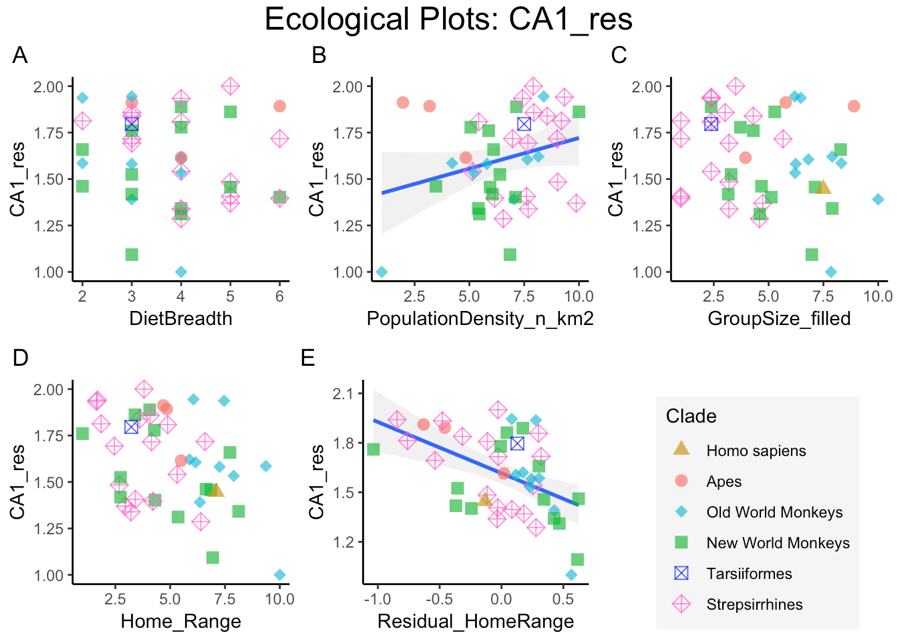 Ecological Plots: CA1_res
A
B
C
2.00
1.75
1.50
1.25
1.00
CA1_res
2
3
4
5
6
DietBreadth
2.00
1.75
1.50
1.25
1.00
CA1_res
2.5
5.0
7.5
10.0
PopulationDensity_n_km2
2.00
1.75
1.50
1.25
1.00
CA1_res
2.5
5.0
7.5
10.0
GroupSize_filled
D
E
2.00
1.75
1.50
1.25
1.00
CA1_res
2.5
5.0
7.5
10.0
Home_Range
2.1
1.8
1.5
1.2
CA1_res
-1.0
-0.5
0.0
0.5
Residual_HomeRange
Clade
Homo sapiens
Apes
Old World Monkeys
New World Monkeys
Tarsiiformes
Strepsirrhines